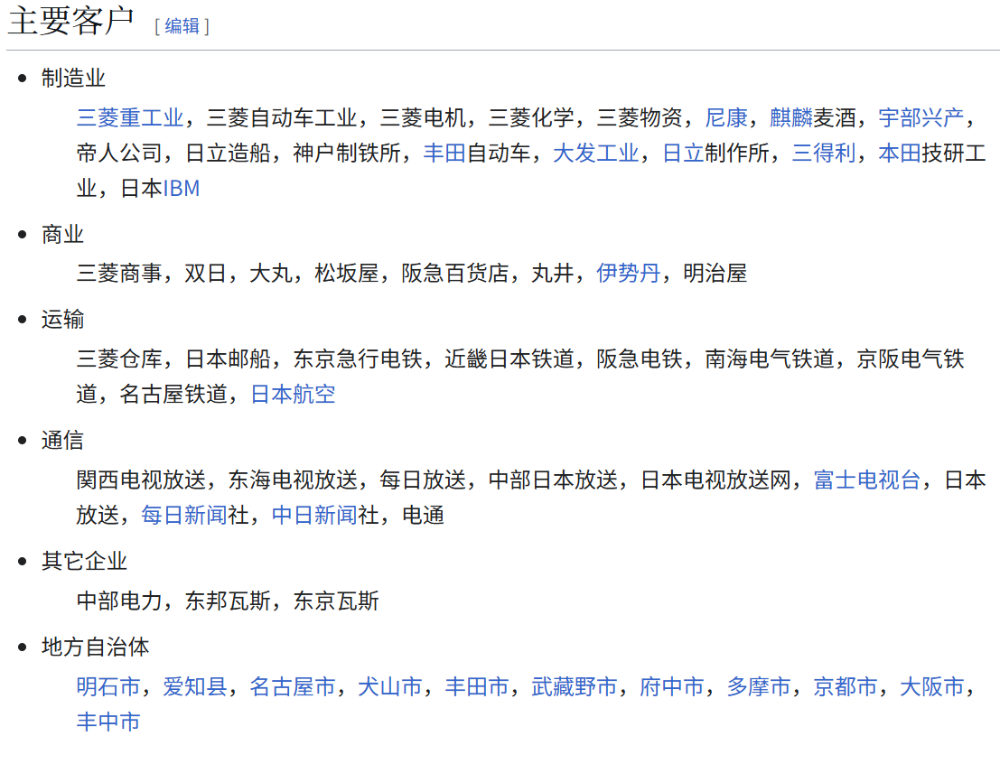 主要客户 [ 编辑 ]
制造业
三菱重工业，三菱自动车工业，三菱电机，三菱化学，三菱物资，尼康，麒麟麦酒，宇部兴产，
帝人公司，日立造船，神户制铁所，丰田自动车，大发工业，日立制作所，三得利，本田技研工
业，日本IBM
商业
三菱商事，双日，大丸，松坂屋，阪急百货店，丸井，伊势丹，明治屋
运输
三菱仓库，日本邮船，东京急行电铁，近畿日本铁道，阪急电铁，南海电气铁道，京阪电气铁
道，名古屋铁道，日本航空
通信
関西电视放送，东海电视放送，每日放送，中部日本放送，日本电视放送网，富士电视台，日本
放送，每日新闻社，中日新闻社，电通
其它企业
中部电力，东邦瓦斯，东京瓦斯
地方自治体
明石市，爱知县，名古屋市，犬山市，丰田市，武藏野市，府中市，多摩市，京都市，大阪市，
丰中市